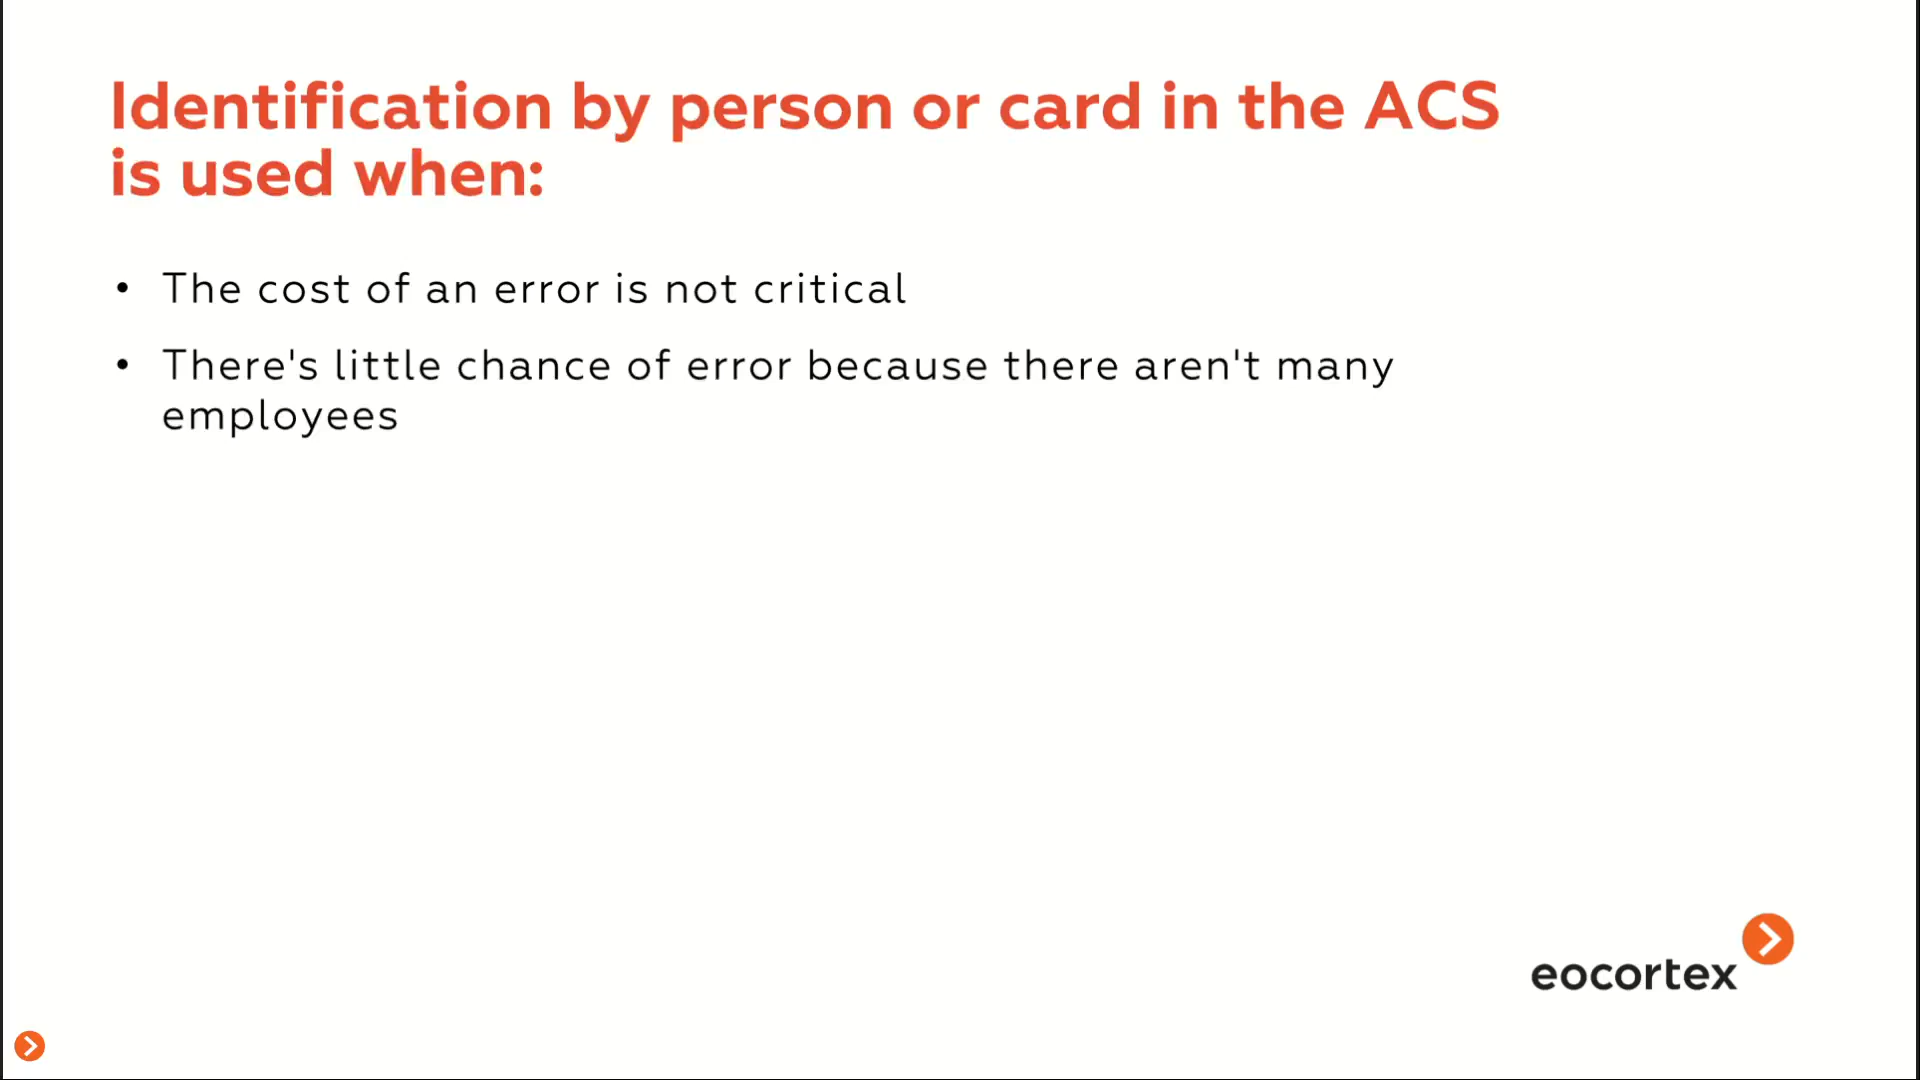 Identification by person or card in the ACS
is used when:
• The cost of an error is not critical
• There's little chance of error because there aren't many
employees
eocortex